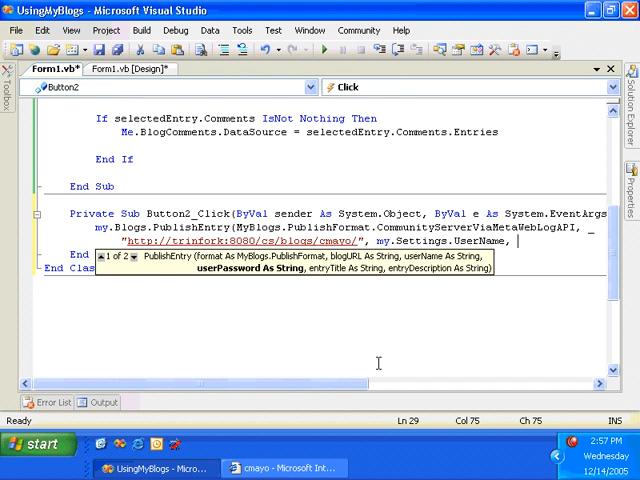 UsingMyBlogs - Microsoft Visual Studio
File Edit View Project Build Debug Data Format Tools Window Community Help
Form1.vb* Form1.vb [Design]*
Button2 Click
Toolbox
Solution Explorer
Properties
If selectedEntry.Comments IsNot Nothing Then
Me.BlogComments.DataSource = selectedEntry.Comments.Entries
End If
End Sub
Private Sub Button2_Click(ByVal sender As System.Object, ByVal e As System.EventArgs
my.Blogs.PublishEntry(MyBlogs.PublishFormat.CommunityServerViaMetaWebLogAPI, _
"http://trinfork:8080/cs/blogs/cmayo/", my.Settings.UserName,
End
1 of 2 PublishEntry (format As MyBlogs.PublishFormat, blogURL As String, userName As String,
End Clas
userPassword As String, entryTitle As String, entryDescription As String)
Error List Output
Ready Ln 29 Col 75 Ch 75 INS
start
2:57 PM
Wednesday
12/14/2005
UsingMyBlogs - Micro... cmayo - Microsoft Int...